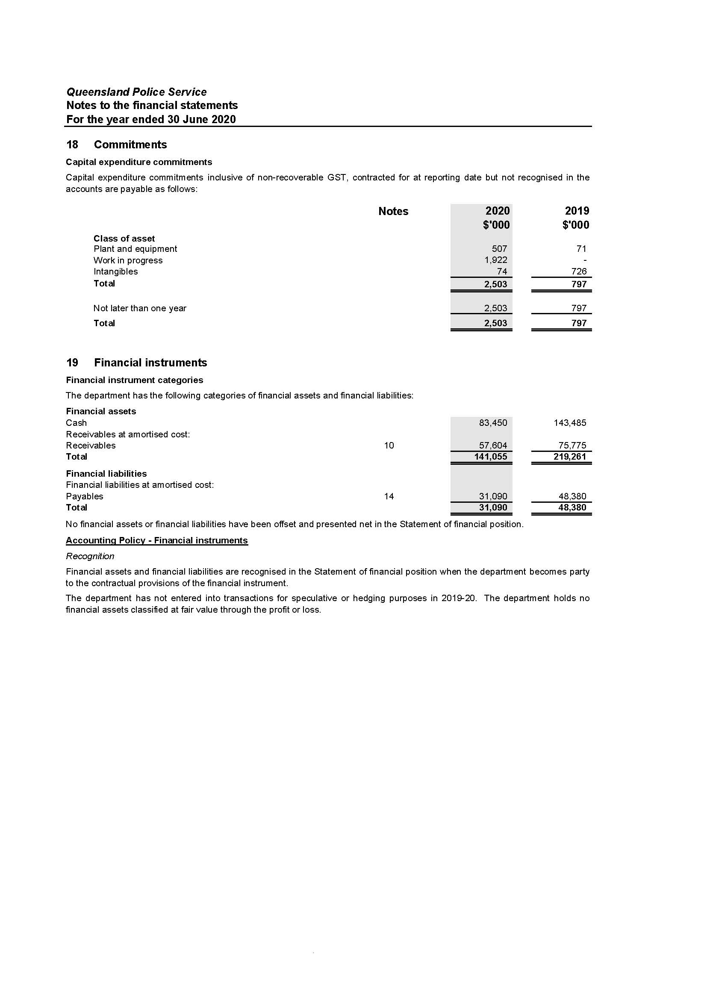 Queensland Police Service
Notes to the financial statements
For the year ended 30 June 2020
18 Commitments
Capital expenditure commitments
Capital expenditure commitments inclusive of non-recoverable GST, contracted for at reporting date but not recognised in the
accounts are payable as follows:
Notes 2020 2019
$'000 $'000
Class of asset
Plant and equipment 507 71
Work in progress 1,922 -
Intangibles 74 726
Total 2,503 797
Not later than one year 2,503 797
Total 2,503 797
19 Financial instruments
Financial instrument categories
The department has the following categories of financial assets and financial liabilities:
Financial assets
Cash 83,450 143,485
Receivables at amortised cost:
Receivables 10 57,604 75,775
Total 141,055 219,261
Financial liabilities
Financial liabilities at amortised cost:
Payables 14 31,090 48,380
Total 31,090 48,380
No financial assets or financial liabilities have been offset and presented net in the Statement of financial position.
Accounting Policy - Financial instruments
Recognition
Financial assets and financial liabilities are recognised in the Statement of financial position when the department becomes party
to the contractual provisions of the financial instrument.
The department has not entered into transactions for speculative or hedging purposes in 2019-20. The department holds no
financial assets classified at fair value through the profit or loss.